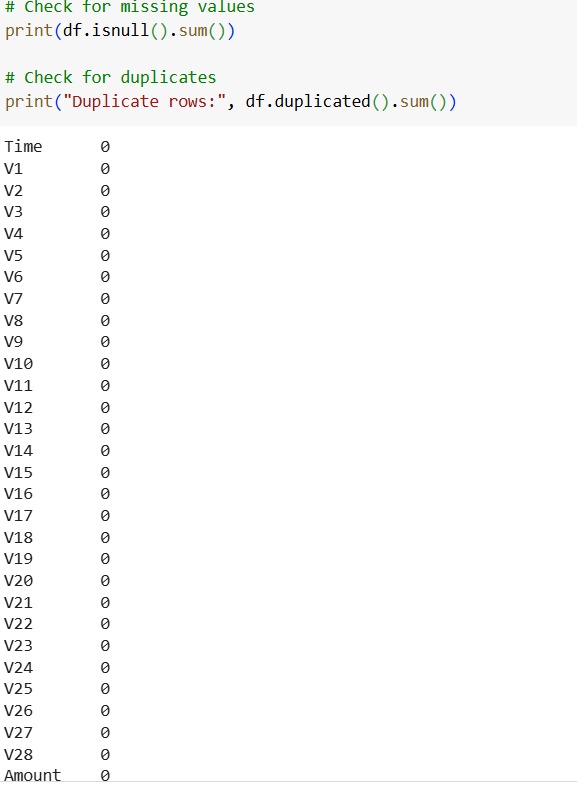 # Check for missing values
print(df.isnull().sum())
# Check for duplicates
print("Duplicate rows:", df.duplicated().sum())
Time 0
V1 0
V2 0
V3 0
V4 0
V5 0
V6 0
V7 0
V8 0
V9 0
V10 0
V11 0
V12 0
V13 0
V14 0
V15 0
V16 0
V17 0
V18 0
V19 0
V20 0
V21 0
V22 0
V23 0
V24 0
V25 0
V26 0
V27 0
V28 0
Amount 0